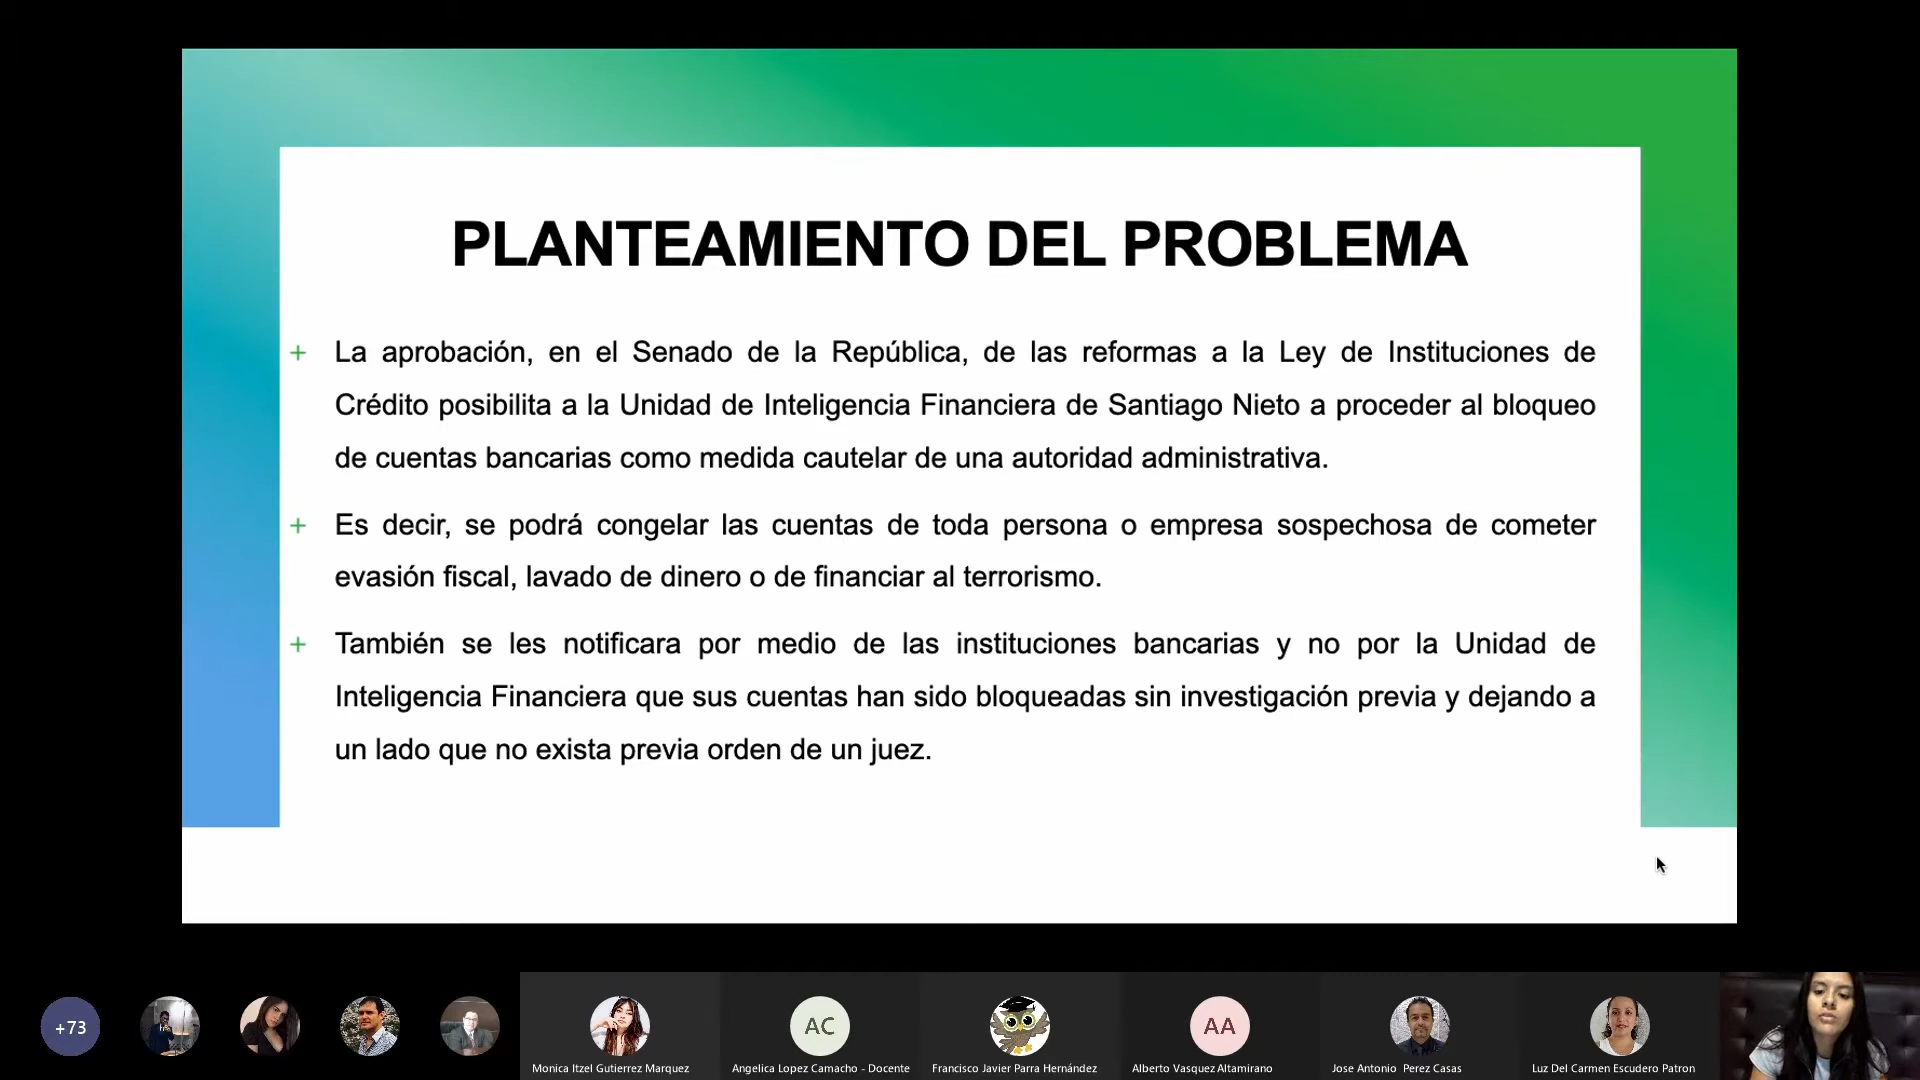 PLANTEAMIENTO DEL PROBLEMA
+ La aprobación, en el Senado de la República, de las reformas a la Ley de Instituciones de
Crédito posibilita a la Unidad de Inteligencia Financiera de Santiago Nieto a proceder al bloqueo
de cuentas bancarias como medida cautelar de una autoridad administrativa.
+ Es decir, se podrá congelar las cuentas de toda persona o empresa sospechosa de cometer
evasión fiscal, lavado de dinero o de financiar al terrorismo.
+ También se les notificara por medio de las instituciones bancarias y no por la Unidad de
Inteligencia Financiera que sus cuentas han sido bloqueadas sin investigación previa y dejando a
un lado que no exista previa orden de un juez.
+73
AC
AA
Monica Itzel Gutierrez Marquez
Angelica Lopez Camacho - Docente
Francisco Javier Parra Hernández
Alberto Vasquez Altamirano
Jose Antonio Perez Casas
Luz Del Carmen Escudero Patron